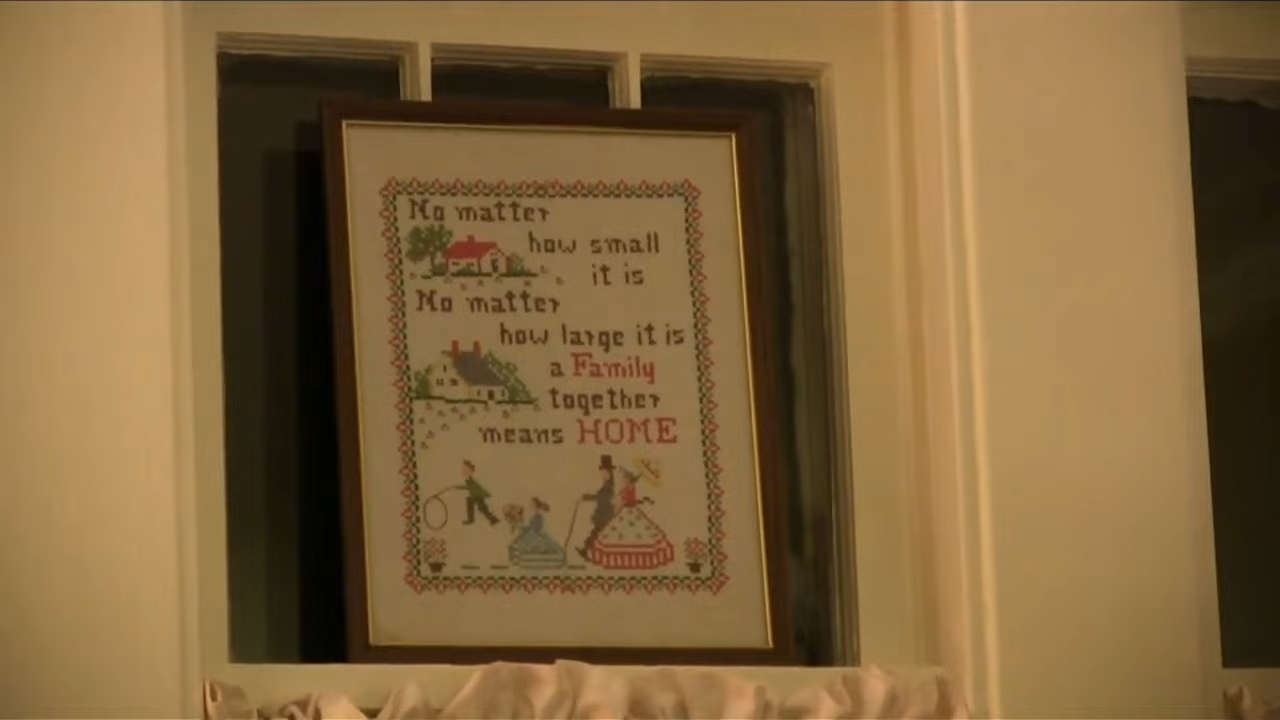 No matter
how small
it is
No matter
how large it is
a Family
together
means HOME